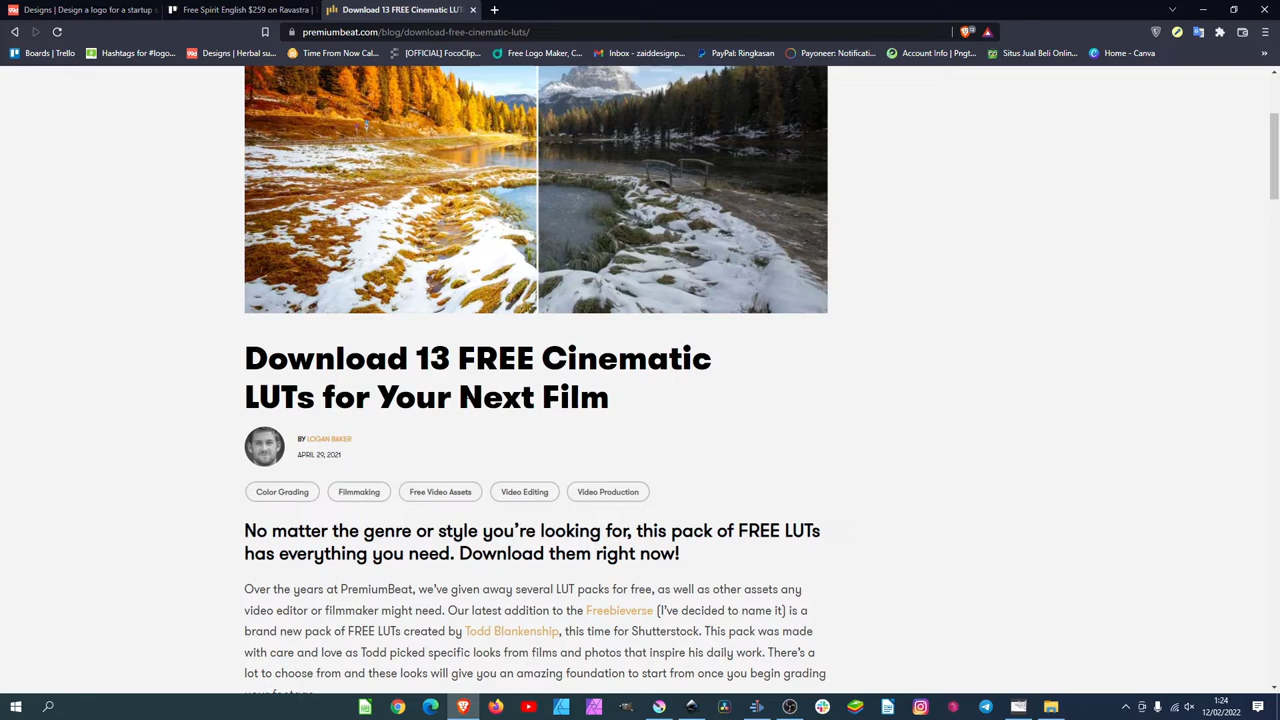 Designs | Design a logo for a startup s
Free Spirit English $259 on Ravastra |
Download 13 FREE Cinematic LUT
premiumbeat.com/blog/download-free-cinematic-luts/
Boards | Trello
Hashtags for #logo...
Designs | Herbal su...
Time From Now Cal...
[OFFICIAL] FocoClip...
Free Logo Maker, C...
Inbox - zaiddesignp...
PayPal Ringkasan
Payoneer: Notificati...
Account Info | Pngt...
Situs Jual Beli Onlin...
Home - Canva
Download 13 FREE Cinematic
LUTs for Your Next Film
BY LOGAN BAKER
APRIL 29, 2021
Color Grading
Filmmaking
Free Video Assets
Video Editing
Video Production
No matter the genre or style you’re looking for, this pack of FREE LUTs
has everything you need. Download them right now!
Over the years at PremiumBeat, we’ve given away several LUT packs for free, as well as other assets any
video editor or filmmaker might need. Our latest addition to the Freebieverse (I’ve decided to name it) is a
brand new pack of FREE LUTs created by Todd Blankenship, this time for Shutterstock. This pack was made
with care and love as Todd picked specific looks from films and photos that inspire his daily work. There’s a
lot to choose from and these looks will give you an amazing foundation to start from once you begin grading
your footage.
1:24
12/02/2022